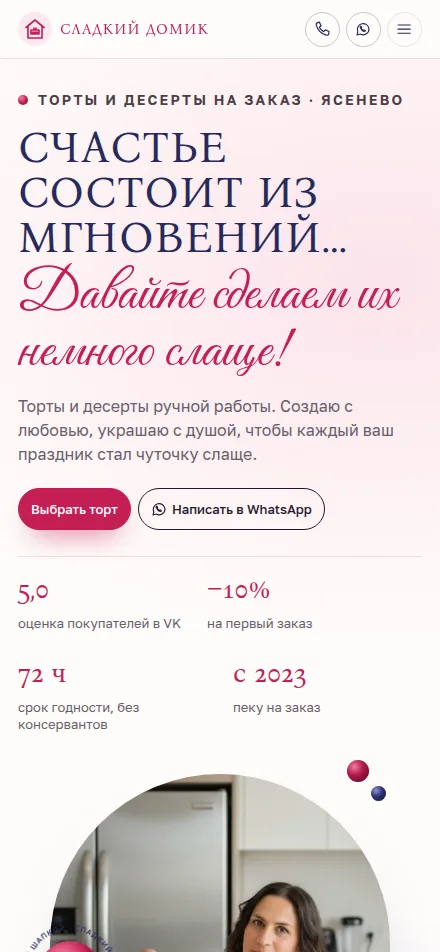 СЛАДКИЙ ДОМИК
ТОРТЫ И ДЕСЕРТЫ НА ЗАКАЗ · ЯСЕНЕВО
СЧАСТЬЕ
СОСТОИТ ИЗ
МГНОВЕНИЙ...
Давайте сделаем их
немного слаще!
Торты и десерты ручной работы. Создаю с
любовью, украшаю с душой, чтобы каждый ваш
праздник стал чуточку слаще.
Выбрать торт
Написать в WhatsApp
5,0
оценка покупателей в VK
−10%
на первый заказ
72 ч
срок годности, без
консервантов
с 2023
пеку на заказ